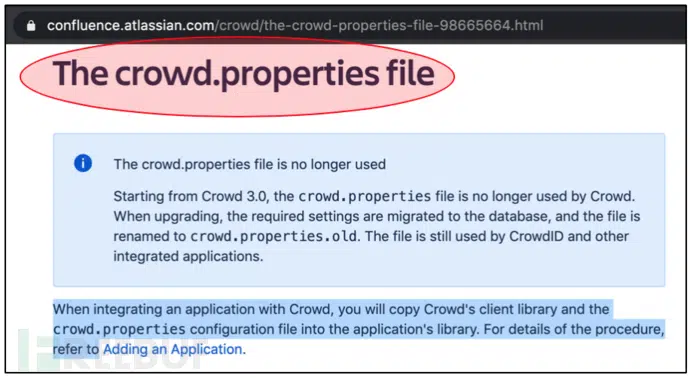 confluence.atlassian.com/crowd/the-crowd-properties-file-98665664.html
The crowd.properties file
The crowd.properties file is no longer used
Starting from Crowd 3.0, the crowd.properties file is no longer used by Crowd.
When upgrading, the required settings are migrated to the database, and the file is
renamed to crowd.properties.old. The file is still used by CrowdID and other
integrated applications.
When integrating an application with Crowd, you will copy Crowd's client library and the
crowd.properties configuration file into the application's library. For details of the procedure,
refer to Adding an Application.
FREEBUF